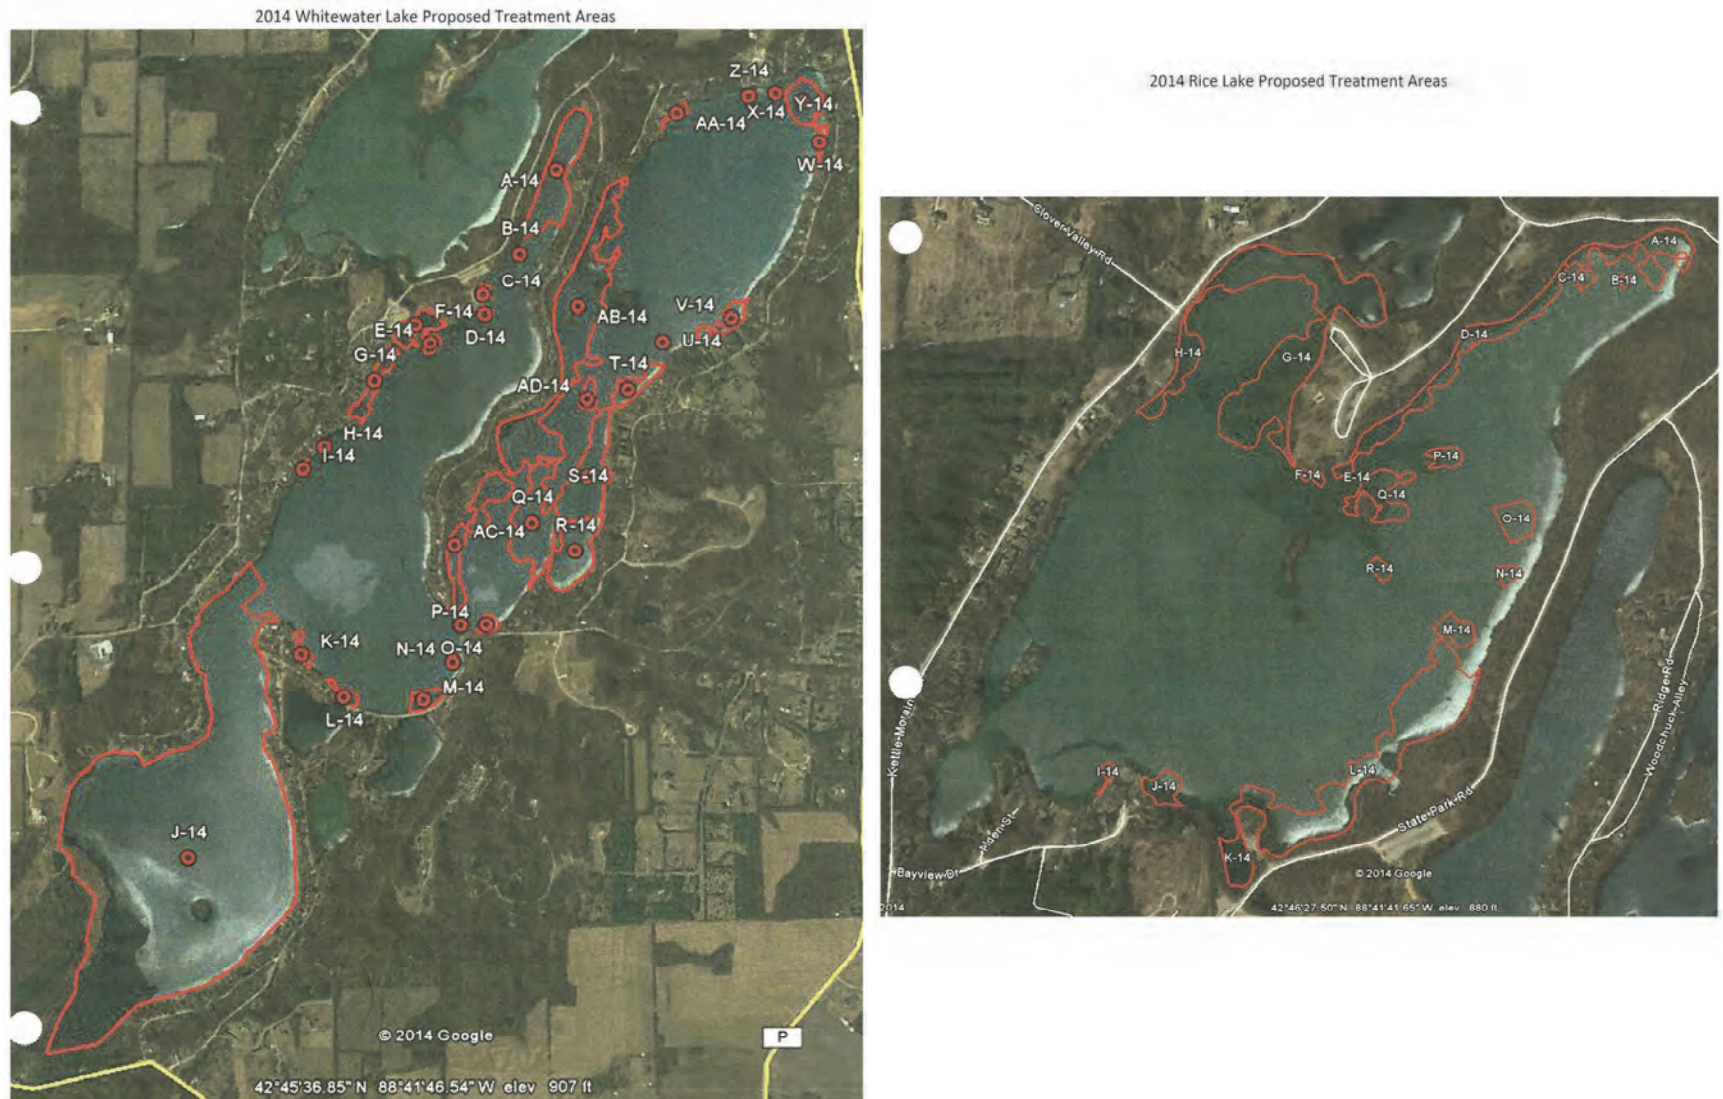 2014 Whitewater Lake Proposed Treatment Areas
Z-14
X-14
Y-14
AA-14
W-14
A-14
B-14
C-14
F-14
E-14
D-14
G-14
AB-14
V-14
U-14
T-14
AD-14
H-14
I-14
S-14
Q-14
R-14
AC-14
P-14
N-14
O-14
K-14
M-14
L-14
J-14
© 2014 Google
P
42°45'36.85" N 88°41'46.54" W elev 907 ft
2014 Rice Lake Proposed Treatment Areas
Clover Valley Rd
A-14
C-14
B-14
D-14
H-14
G-14
P-14
F-14
E-14
Q-14
O-14
R-14
N-14
M-14
Kettle Morain
Ridge Rd
Woodchuck Alley
I-14
J-14
L-14
State Park Rd
Alden St
K-14
Bayview Dr
© 2014 Google
2014
42°46'27.50" N 88°41'41.65" W elev 880 ft